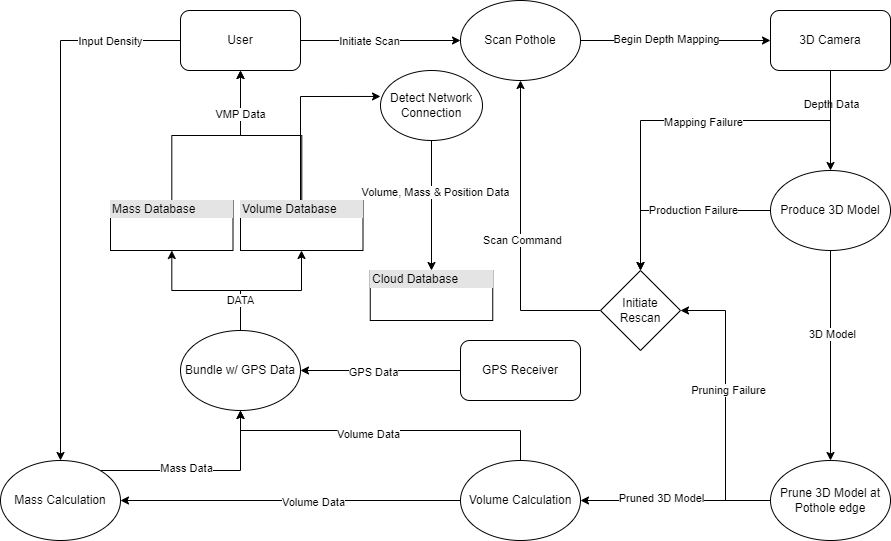 Input Density
User
Initiate Scan
Scan Pothole
Begin Depth Mapping
3D Camera
Depth Data
VMP Data
Detect Network
Connection
Mapping Failure
Volume, Mass & Position Data
Mass Database
Volume Database
Production Failure
Produce 3D Model
Scan Command
Cloud Database
DATA
Initiate
Rescan
3D Model
Bundle w/ GPS Data
GPS Data
GPS Receiver
Pruning Failure
Volume Data
Mass Data
Mass Calculation
Volume Data
Volume Calculation
Pruned 3D Model
Prune 3D Model at
Pothole edge